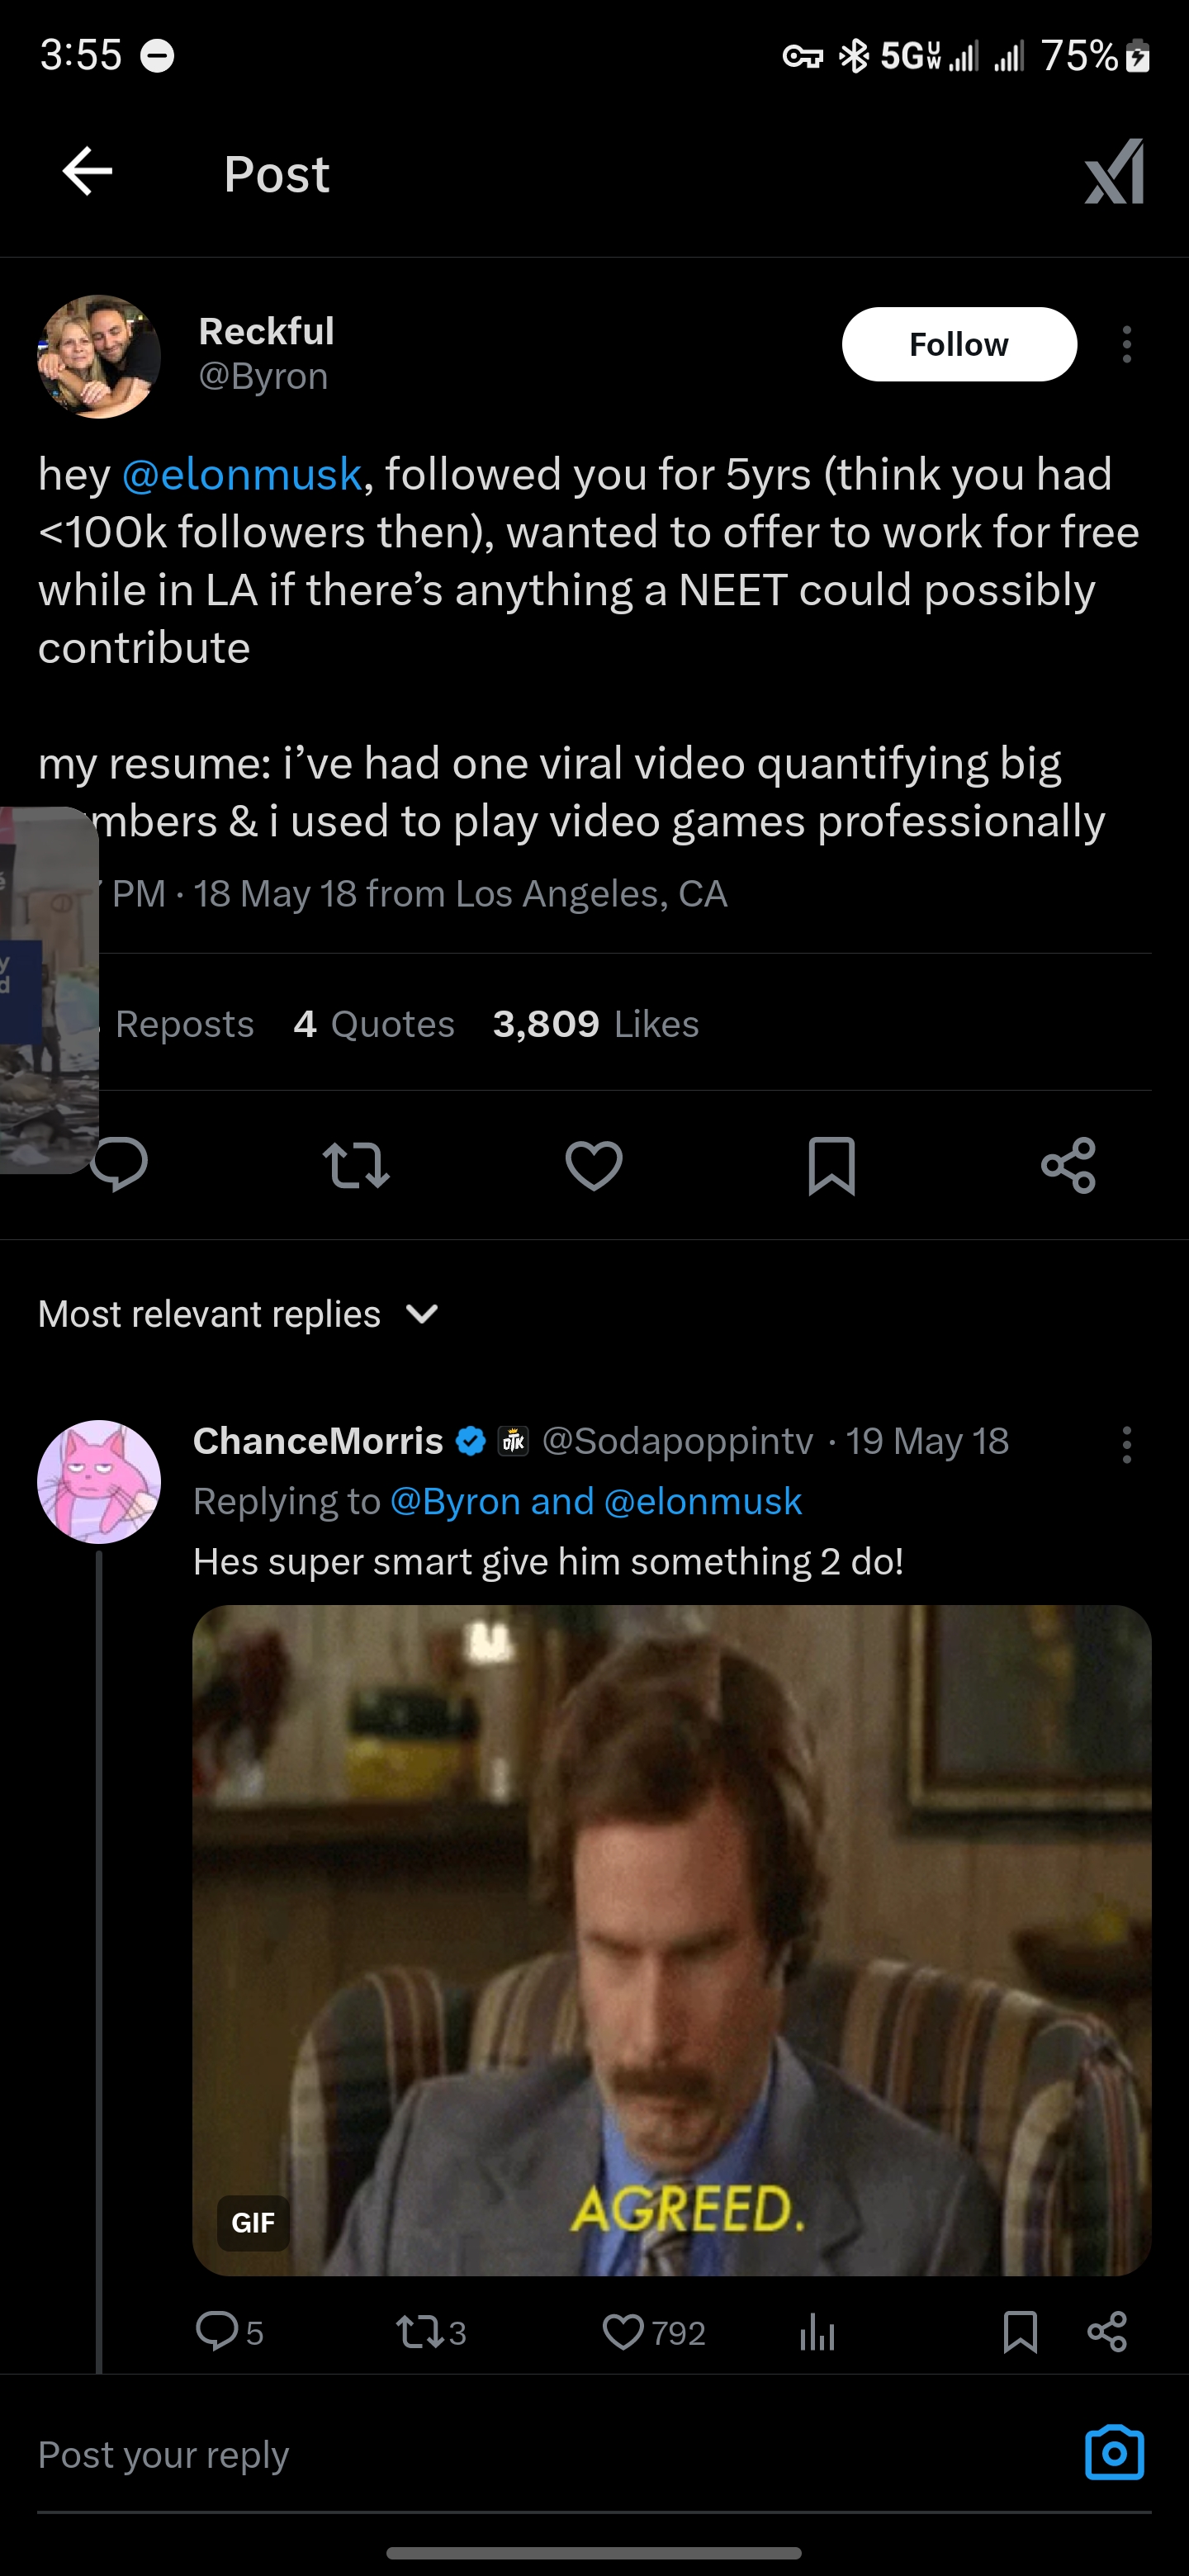 3:55
5G UW 75%
Post
Reckful
@Byron
Follow
hey @elonmusk, followed you for 5yrs (think you had
<100k followers then), wanted to offer to work for free
while in LA if there’s anything a NEET could possibly
contribute
my resume: i’ve had one viral video quantifying big
mbers & i used to play video games professionally
PM · 18 May 18 from Los Angeles, CA
Reposts 4 Quotes 3,809 Likes
Most relevant replies
ChanceMorris OTK @Sodapoppintv · 19 May 18
Replying to @Byron and @elonmusk
Hes super smart give him something 2 do!
AGREED.
GIF
5 3 792
Post your reply